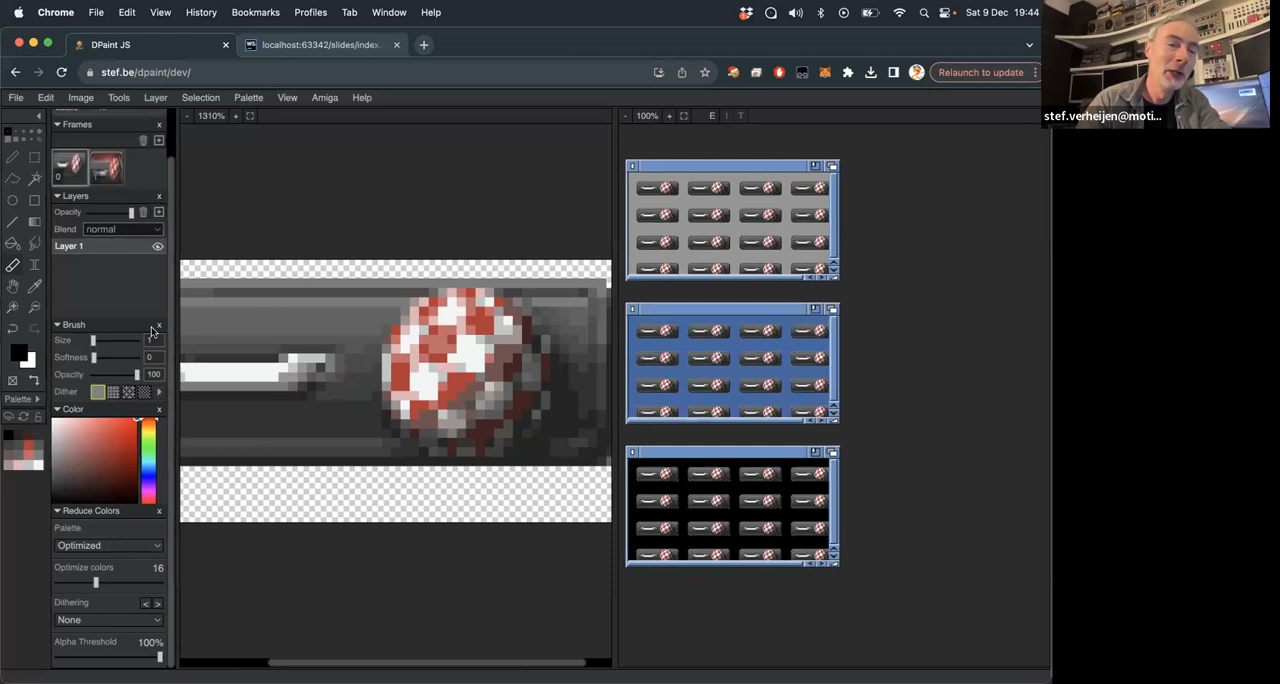 Chrome File Edit View History Bookmarks Profiles Tab Window Help Sat 9 Dec 19:44
DPaint JS × localhost:63342/slides/index. × +
stef.be/dpaint/dev/ Relaunch to update
File Edit Image Tools Layer Selection Palette View Amiga Help
- 1310% + - 100% + E I T
stef.verheijen@moti...
Frames x
0 1
Layers x
Opacity
Blend normal
Layer 1
Brush x
Size 1
Softness 0
Opacity 100
Dither
Palette
Color x
Reduce Colors x
Palette
Optimized
Optimize colors 16
Dithering < >
None
Alpha Threshold 100%